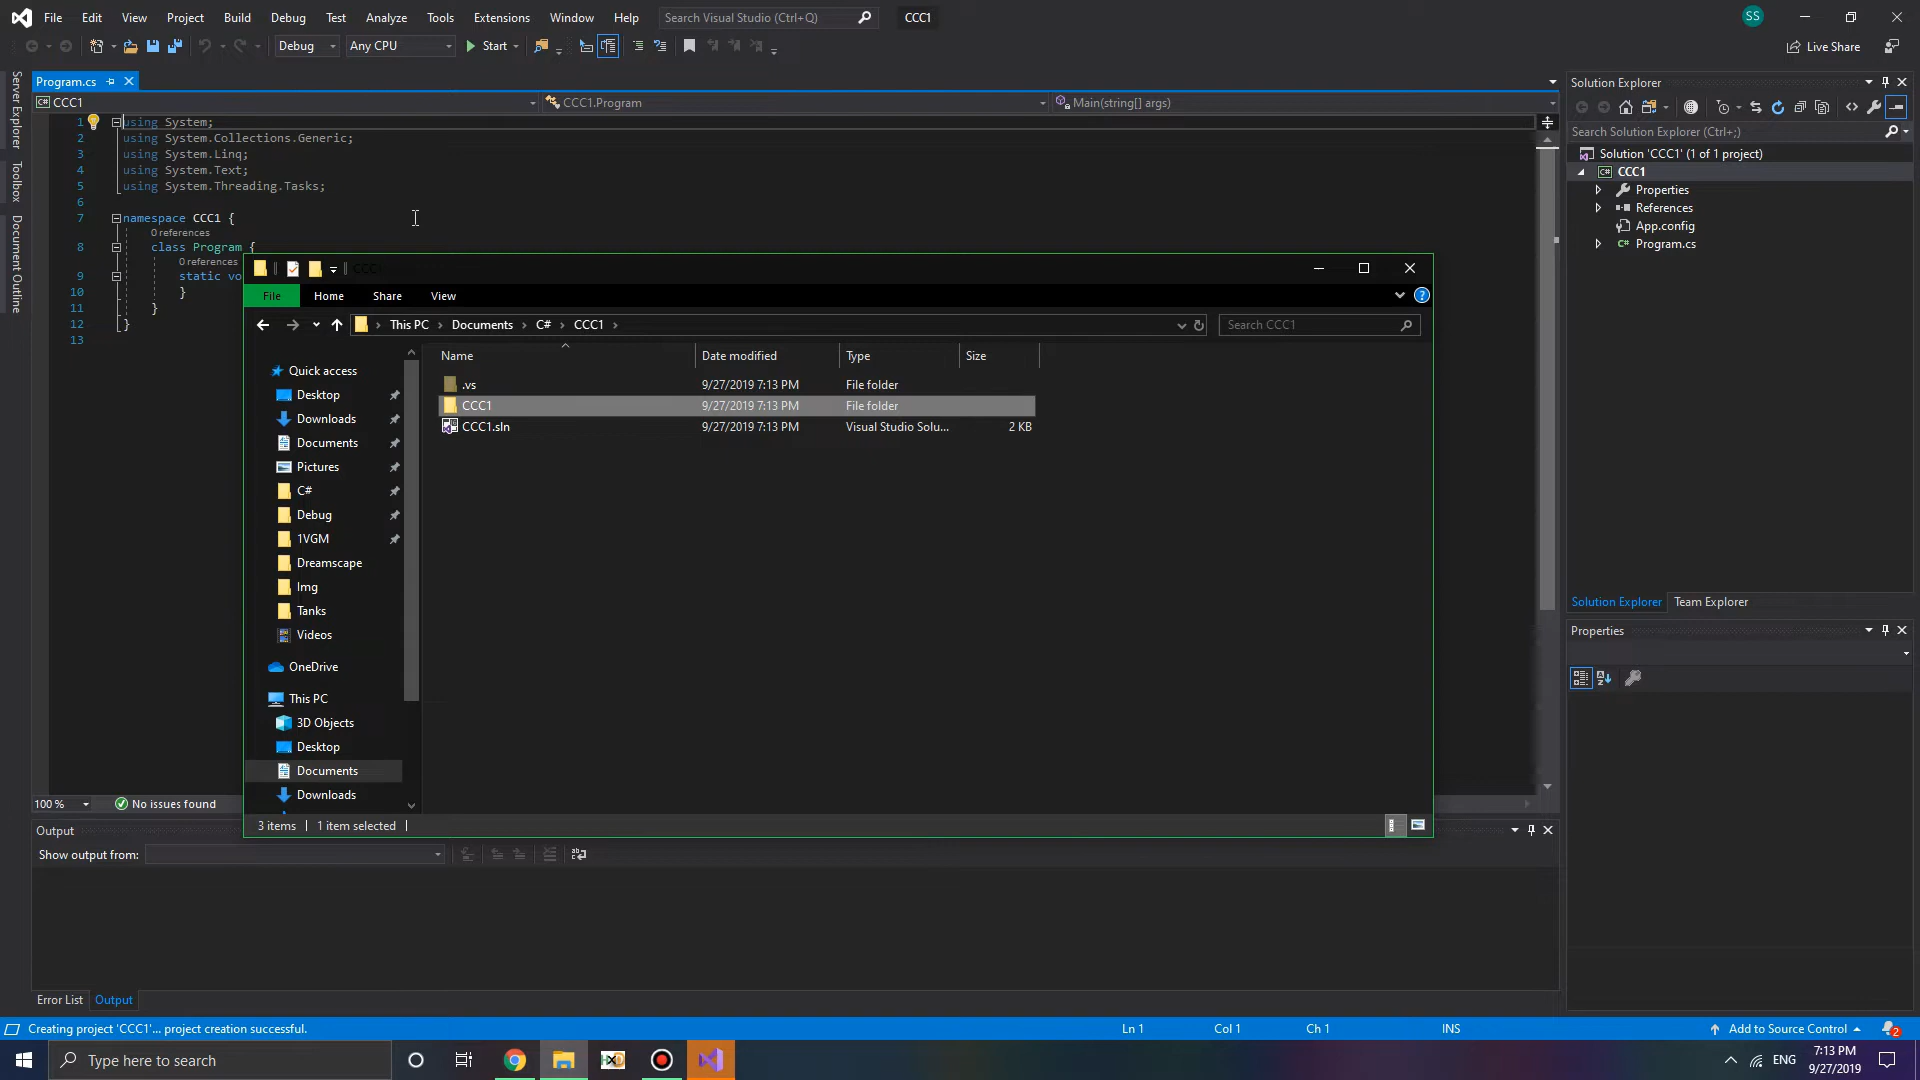 File Edit View Project Build Debug Test Analyze Tools Extensions Window Help Search Visual Studio (Ctrl+Q) CCC1 SS
Debug Any CPU Start Live Share
Program.cs
CCC1 CCC1.Program Main(string[] args)
Server Explorer
Toolbox
Document Outline
1 using System;
2 using System.Collections.Generic;
3 using System.Linq;
4 using System.Text;
5 using System.Threading.Tasks;
6
7 namespace CCC1 {
0 references
8 class Program {
0 references
9 static vo
10 }
11 }
12 }
13
100 % No issues found
CCC1
File Home Share View
This PC Documents C# CCC1 Search CCC1
Name Date modified Type Size
.vs 9/27/2019 7:13 PM File folder
CCC1 9/27/2019 7:13 PM File folder
CCC1.sln 9/27/2019 7:13 PM Visual Studio Solu... 2 KB
Quick access
Desktop
Downloads
Documents
Pictures
C#
Debug
1VGM
Dreamscape
Img
Tanks
Videos
OneDrive
This PC
3D Objects
Desktop
Documents
Downloads
3 items 1 item selected
Solution Explorer
Search Solution Explorer (Ctrl+;)
Solution 'CCC1' (1 of 1 project)
C# CCC1
Properties
References
App.config
C# Program.cs
Solution Explorer Team Explorer
Properties
Output
Show output from:
Error List Output
Creating project 'CCC1'... project creation successful. Ln 1 Col 1 Ch 1 INS Add to Source Control 2
Type here to search HXD ENG 7:13 PM
9/27/2019